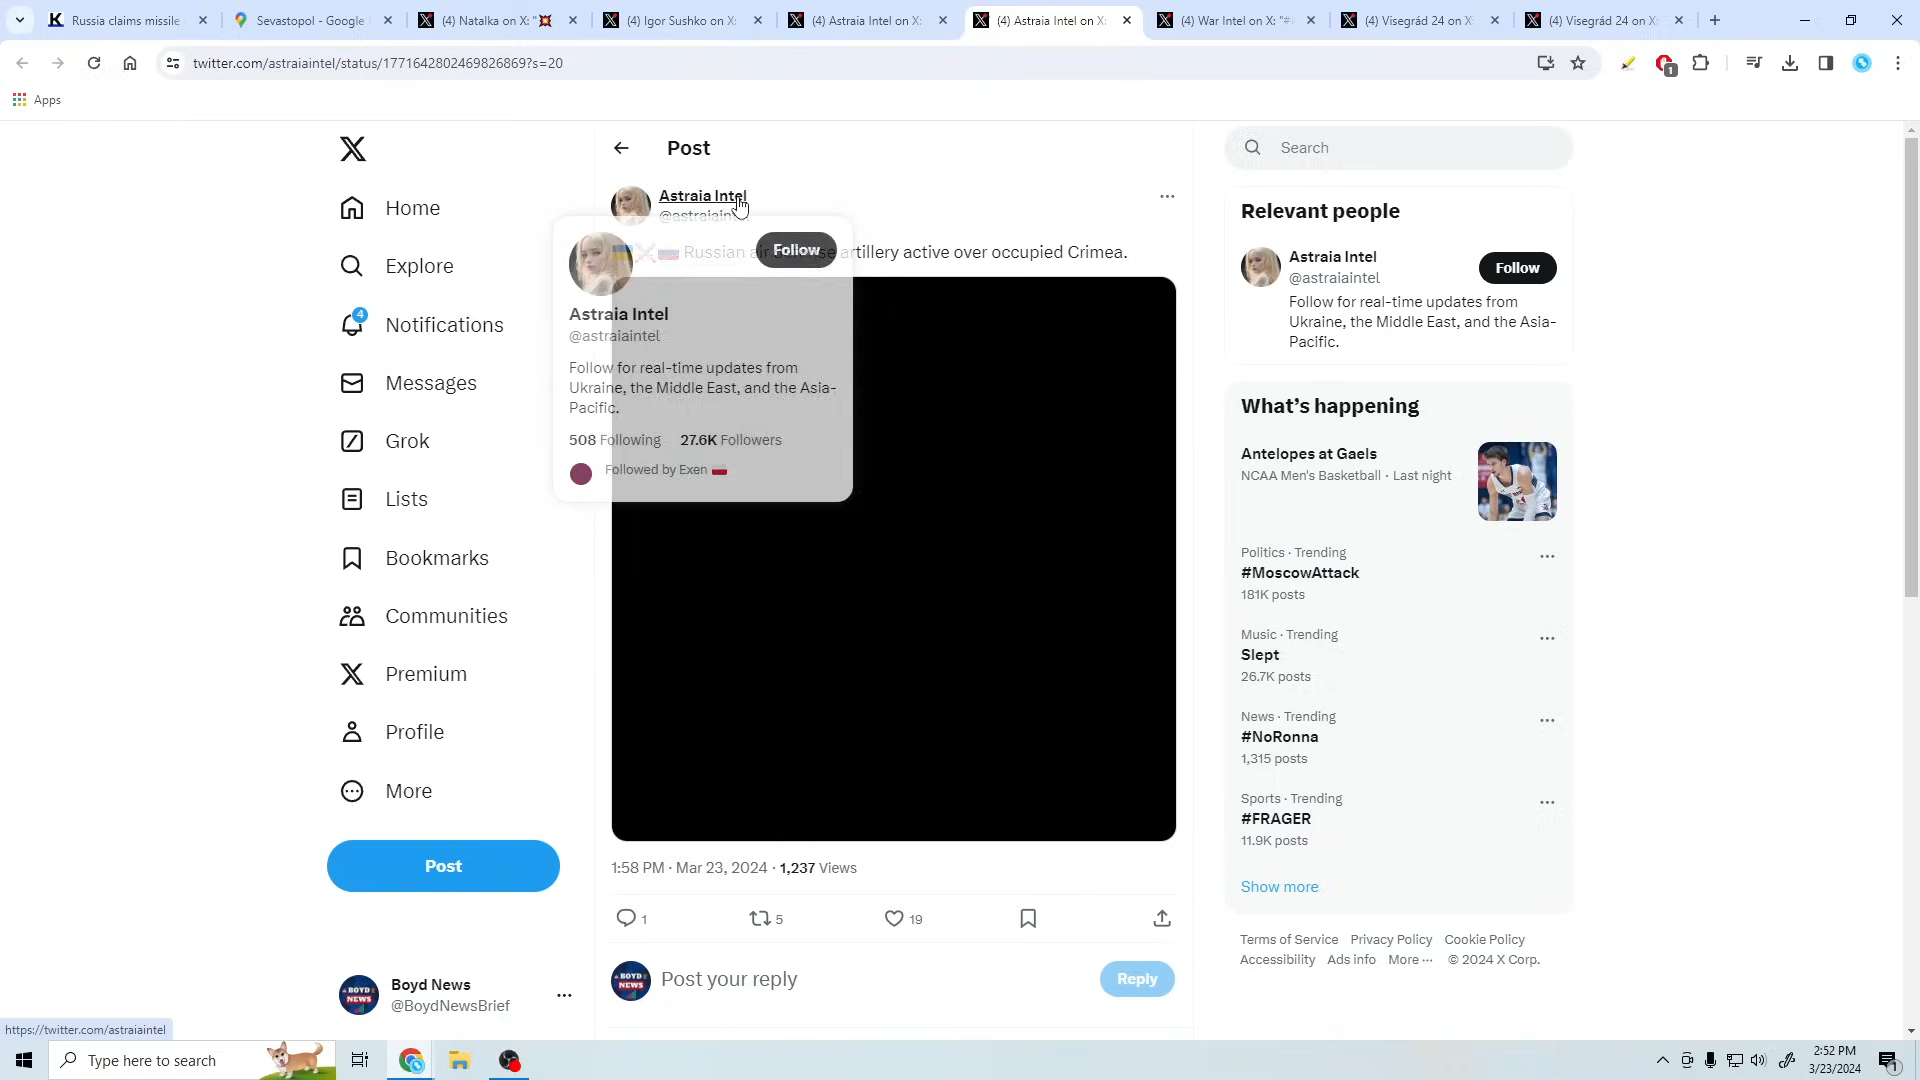 Russia claims missile
Sevastopol - Google
(4) Natalka on X: "💥
(4) Igor Sushko on X:
(4) Astraia Intel on X:
(4) Astraia Intel on X:
(4) War Intel on X: "#
(4) Visegrád 24 on X
(4) Visegrád 24 on X
twitter.com/astraiaintel/status/1771642802469826869?s=20
1
Apps
Home
Explore
4
Notifications
Messages
Grok
Lists
Bookmarks
Communities
Premium
Profile
More
Post
Boyd News
@BoydNewsBrief
https://twitter.com/astraiaintel
Post
Astraia Intel
Russian air artillery active over occupied Crimea.
Follow
Astraia Intel
@astraiaintel
Follow for real-time updates from
Ukraine, the Middle East, and the Asia-
Pacific.
508 Following 27.6K Followers
Followed by Exen
1:58 PM · Mar 23, 2024 · 1,237 Views
1
5
19
BOYD
NEWS
Post your reply
Reply
Search
Relevant people
Astraia Intel
@astraiaintel
Follow
Follow for real-time updates from
Ukraine, the Middle East, and the Asia-
Pacific.
What's happening
Antelopes at Gaels
NCAA Men's Basketball · Last night
Politics · Trending
#MoscowAttack
181K posts
Music · Trending
Slept
26.7K posts
News · Trending
#NoRonna
1,315 posts
Sports · Trending
#FRAGER
11.9K posts
Show more
Terms of Service Privacy Policy Cookie Policy
Accessibility Ads info More ··· © 2024 X Corp.
Type here to search
2:52 PM
3/23/2024
1